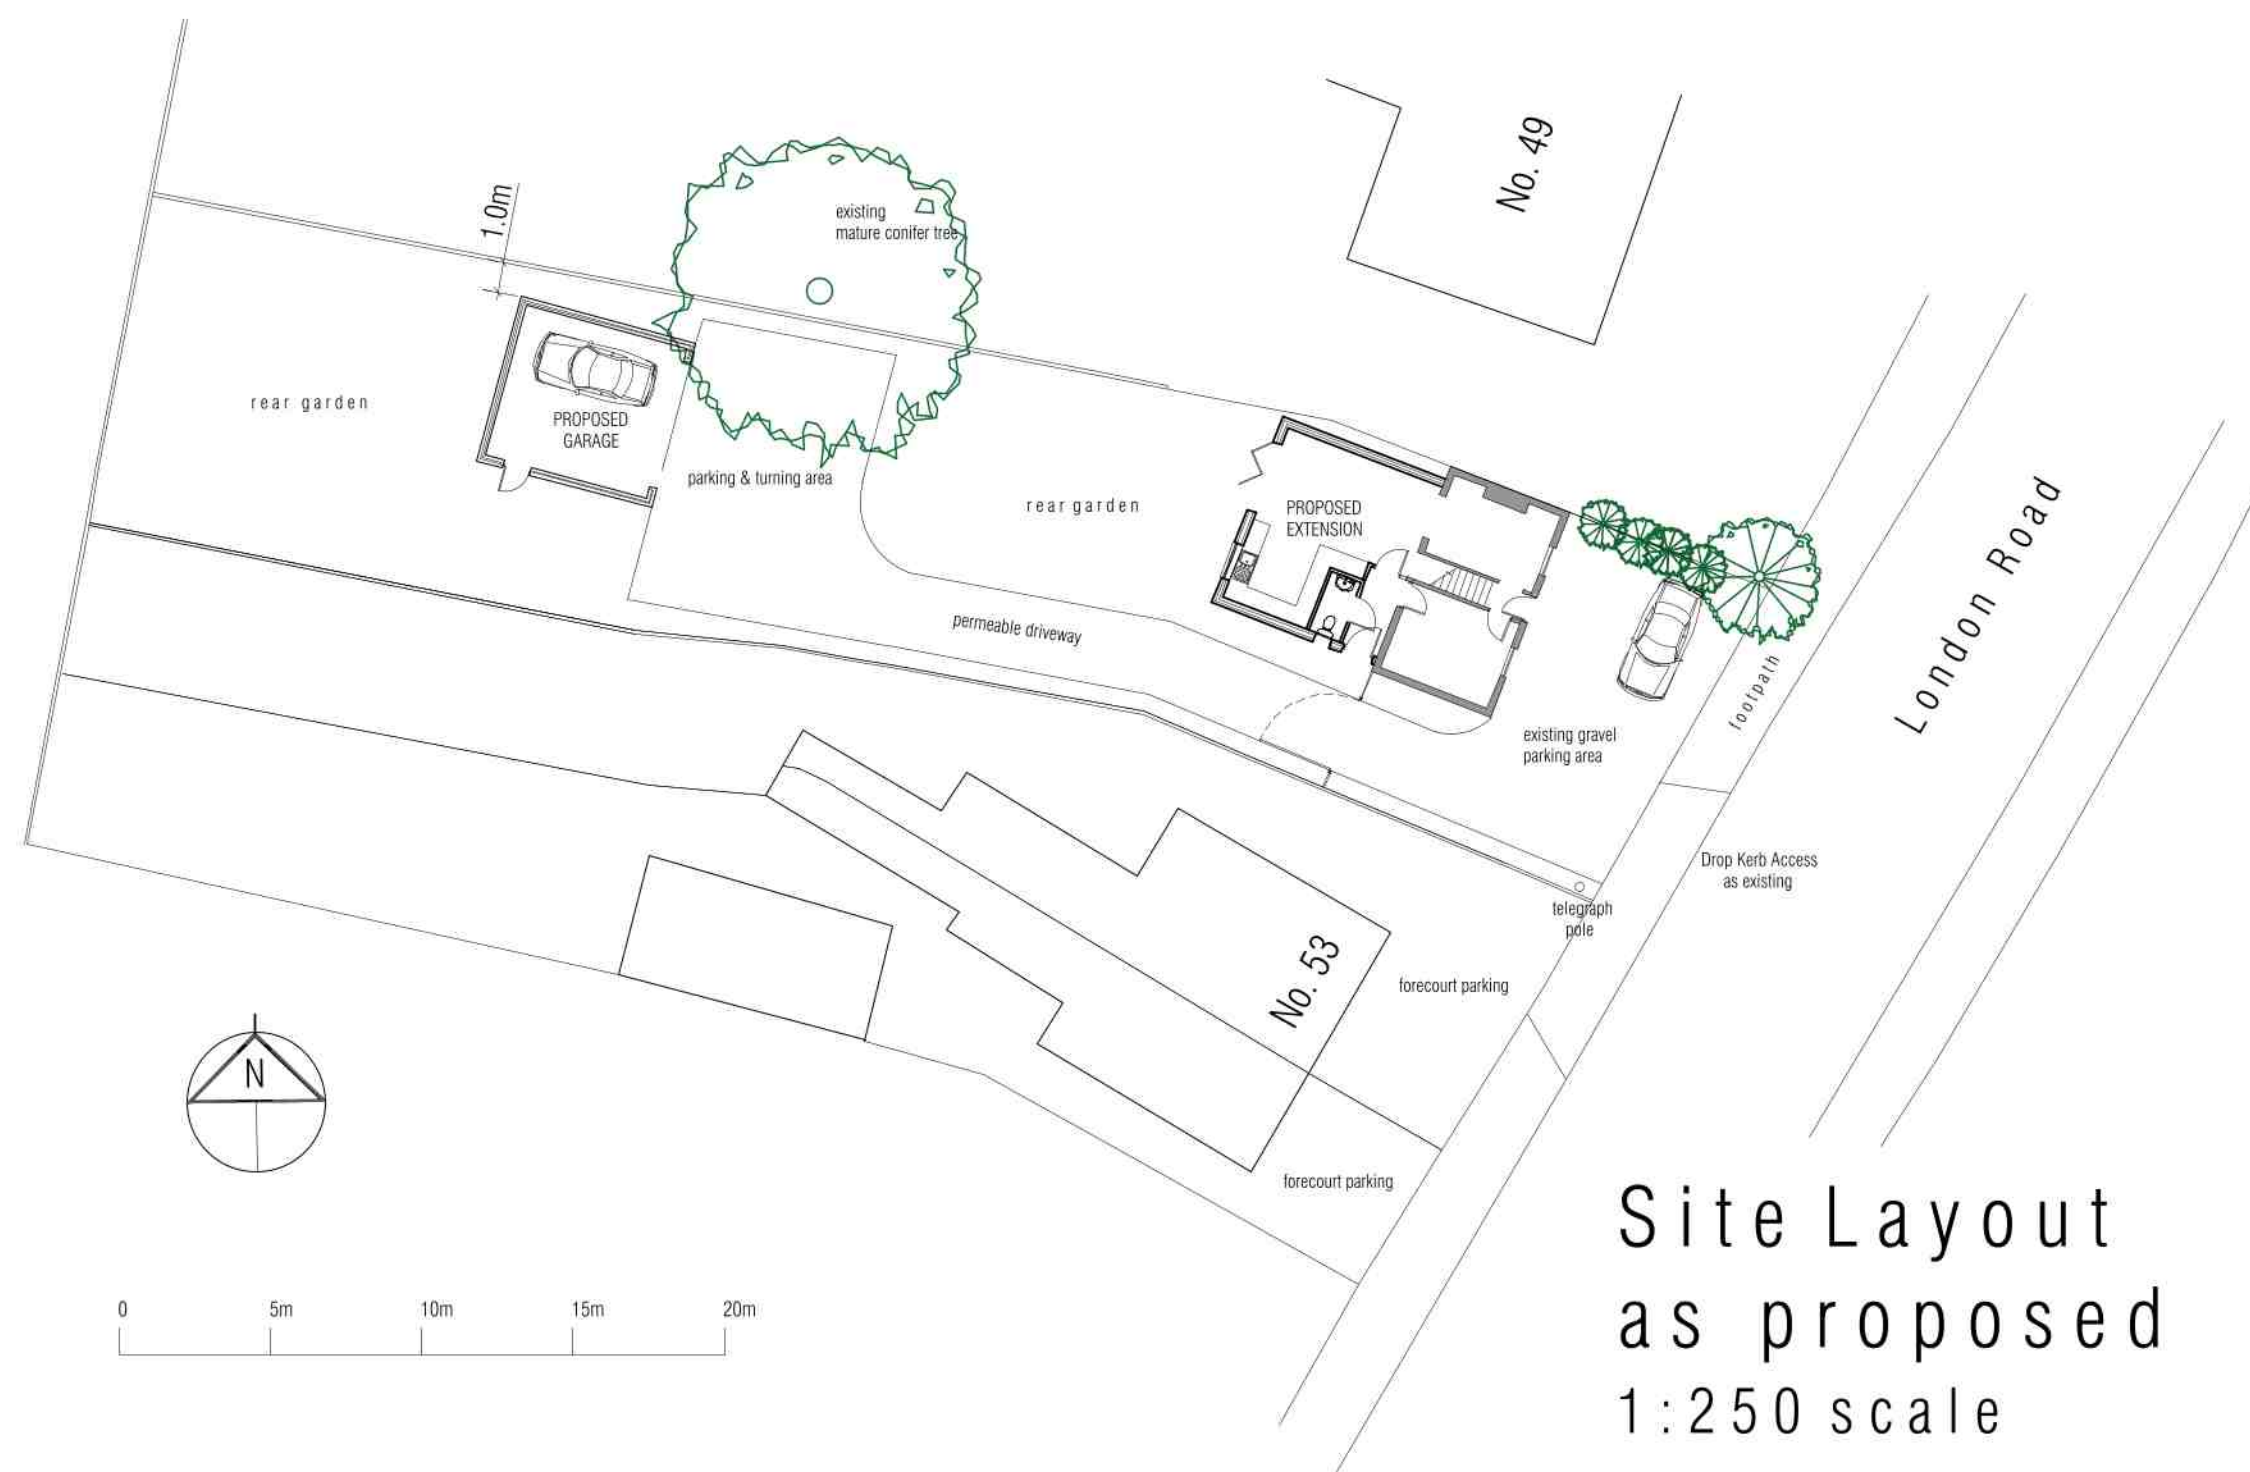 No. 49
1.0m
existing
mature conifer tree
rear garden
PROPOSED
GARAGE
parking & turning area
rear garden
PROPOSED
EXTENSION
London Road
permeable driveway
footpath
existing gravel
parking area
Drop Kerb Access
as existing
telegraph
pole
No. 53
forecourt parking
N
forecourt parking
Site Layout
as proposed
1:250 scale
0 5m 10m 15m 20m